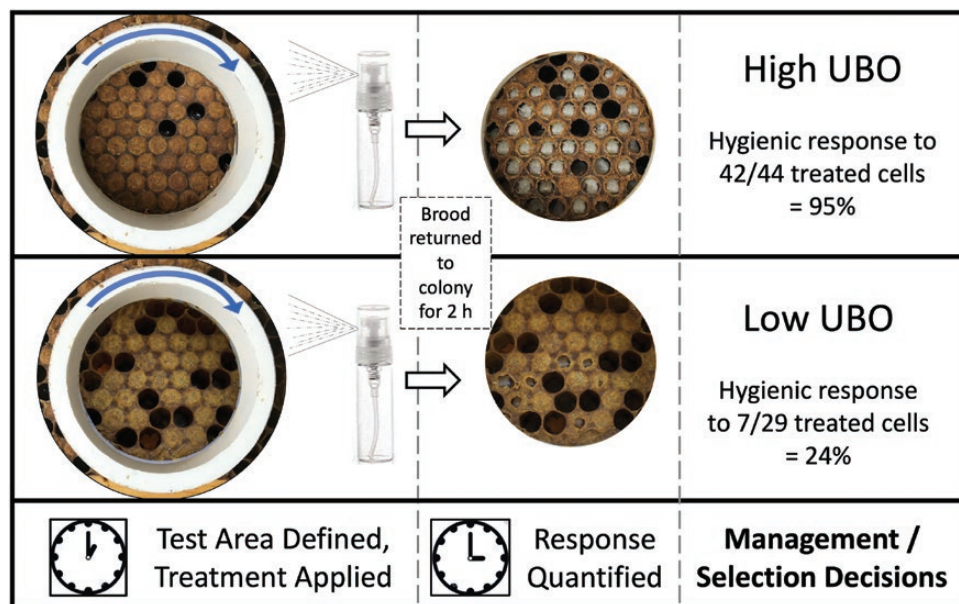 High UBO
Hygienic response to
42/44 treated cells
= 95%
Brood
returned
to
colony
for 2 h
Low UBO
Hygienic response
to 7/29 treated cells
= 24%
Test Area Defined,
Treatment Applied
Response
Quantified
Management /
Selection Decisions